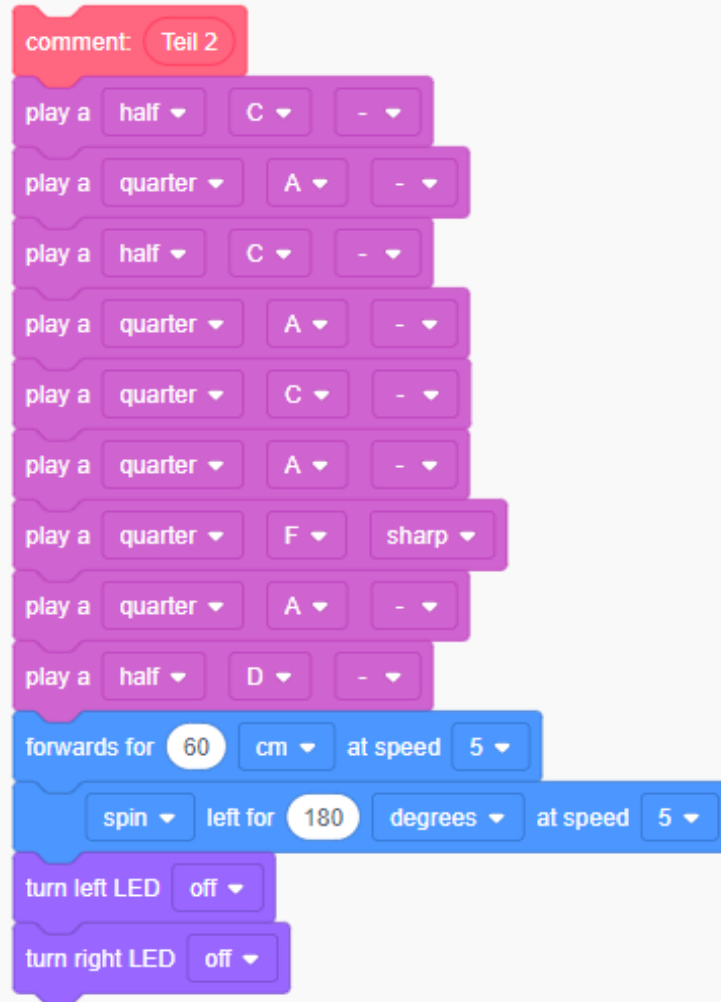 comment: Teil 2
play a half C -
play a quarter A -
play a half C -
play a quarter A -
play a quarter C -
play a quarter A -
play a quarter F sharp
play a quarter A -
play a half D -
forwards for 60 cm at speed 5
spin left for 180 degrees at speed 5
turn left LED off
turn right LED off